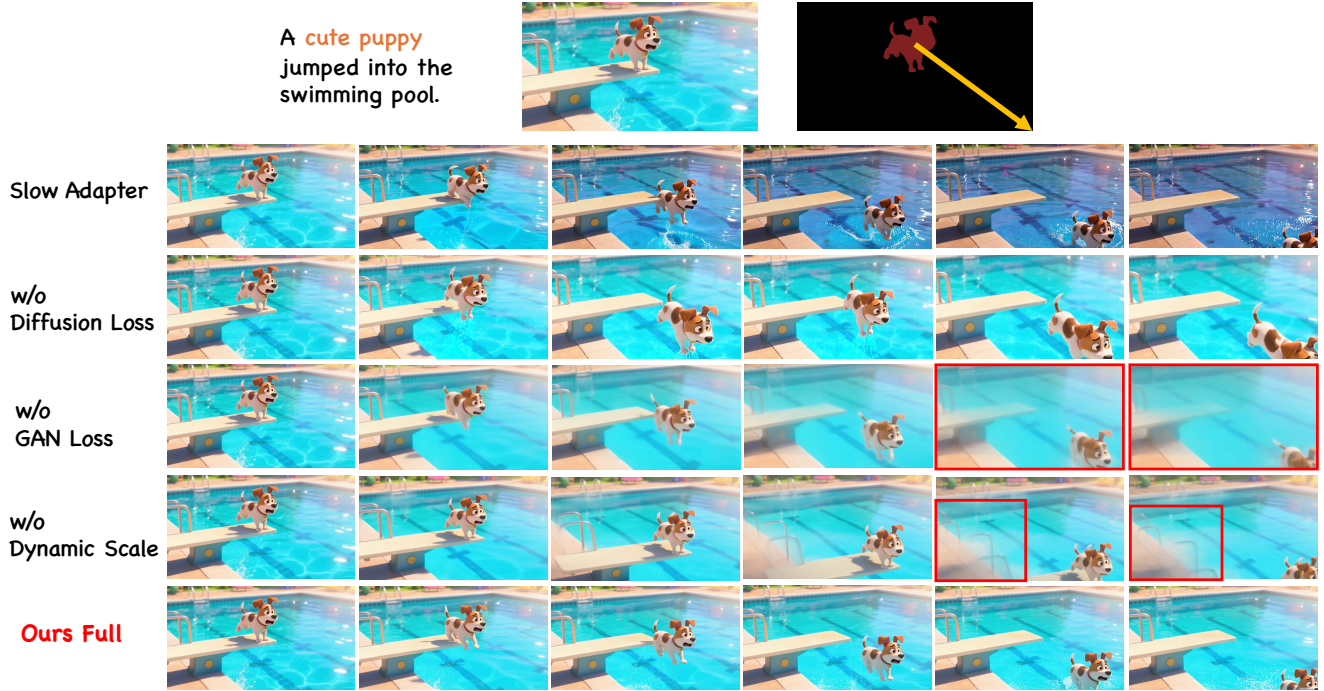 A cute puppy
jumped into the
swimming pool.
Slow Adapter
w/o
Diffusion Loss
w/o
GAN Loss
w/o
Dynamic Scale
Ours Full